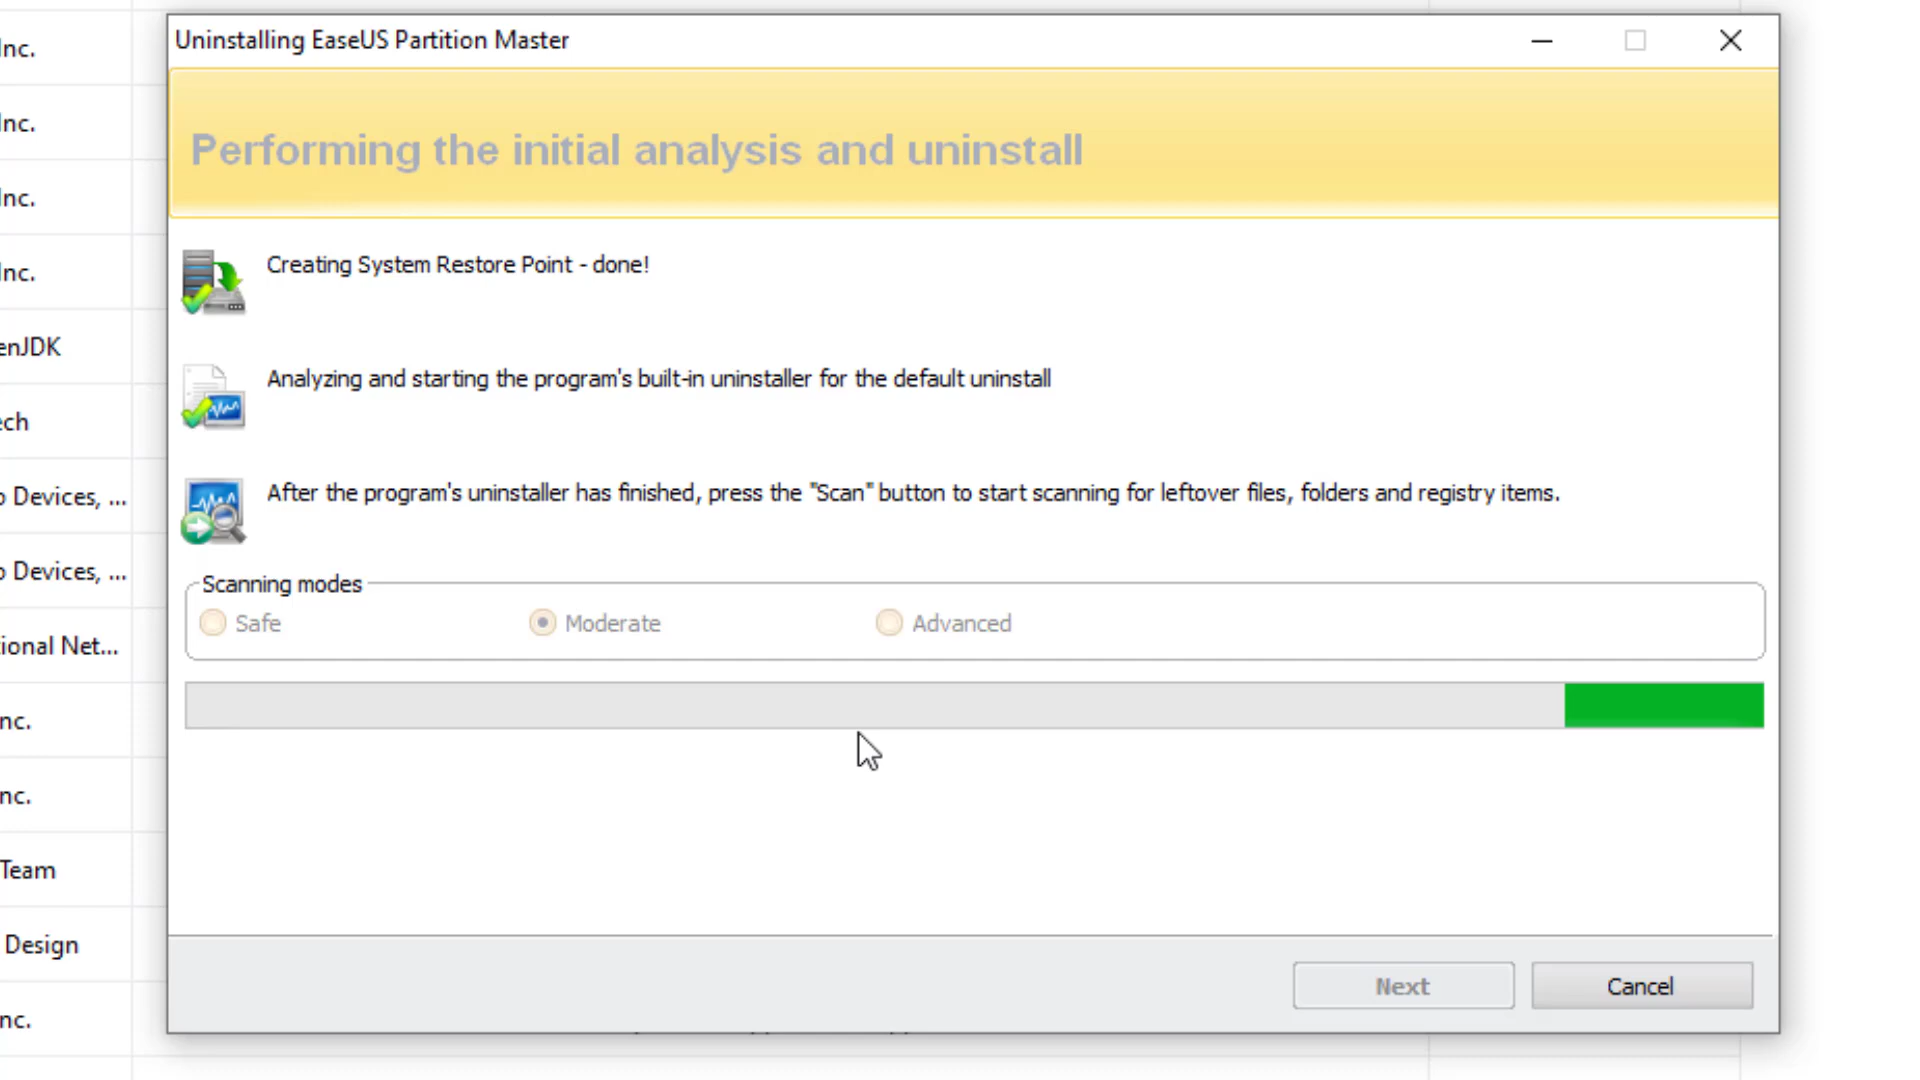 Uninstalling EaseUS Partition Master
Performing the initial analysis and uninstall
Creating System Restore Point - done!
Analyzing and starting the program's built-in uninstaller for the default uninstall
After the program's uninstaller has finished, press the "Scan" button to start scanning for leftover files, folders and registry items.
Scanning modes
Safe
Moderate
Advanced
Next
Cancel
Inc.
Inc.
Inc.
Inc.
enJDK
ech
o Devices, ...
o Devices, ...
tional Net...
nc.
nc.
Team
Design
nc.